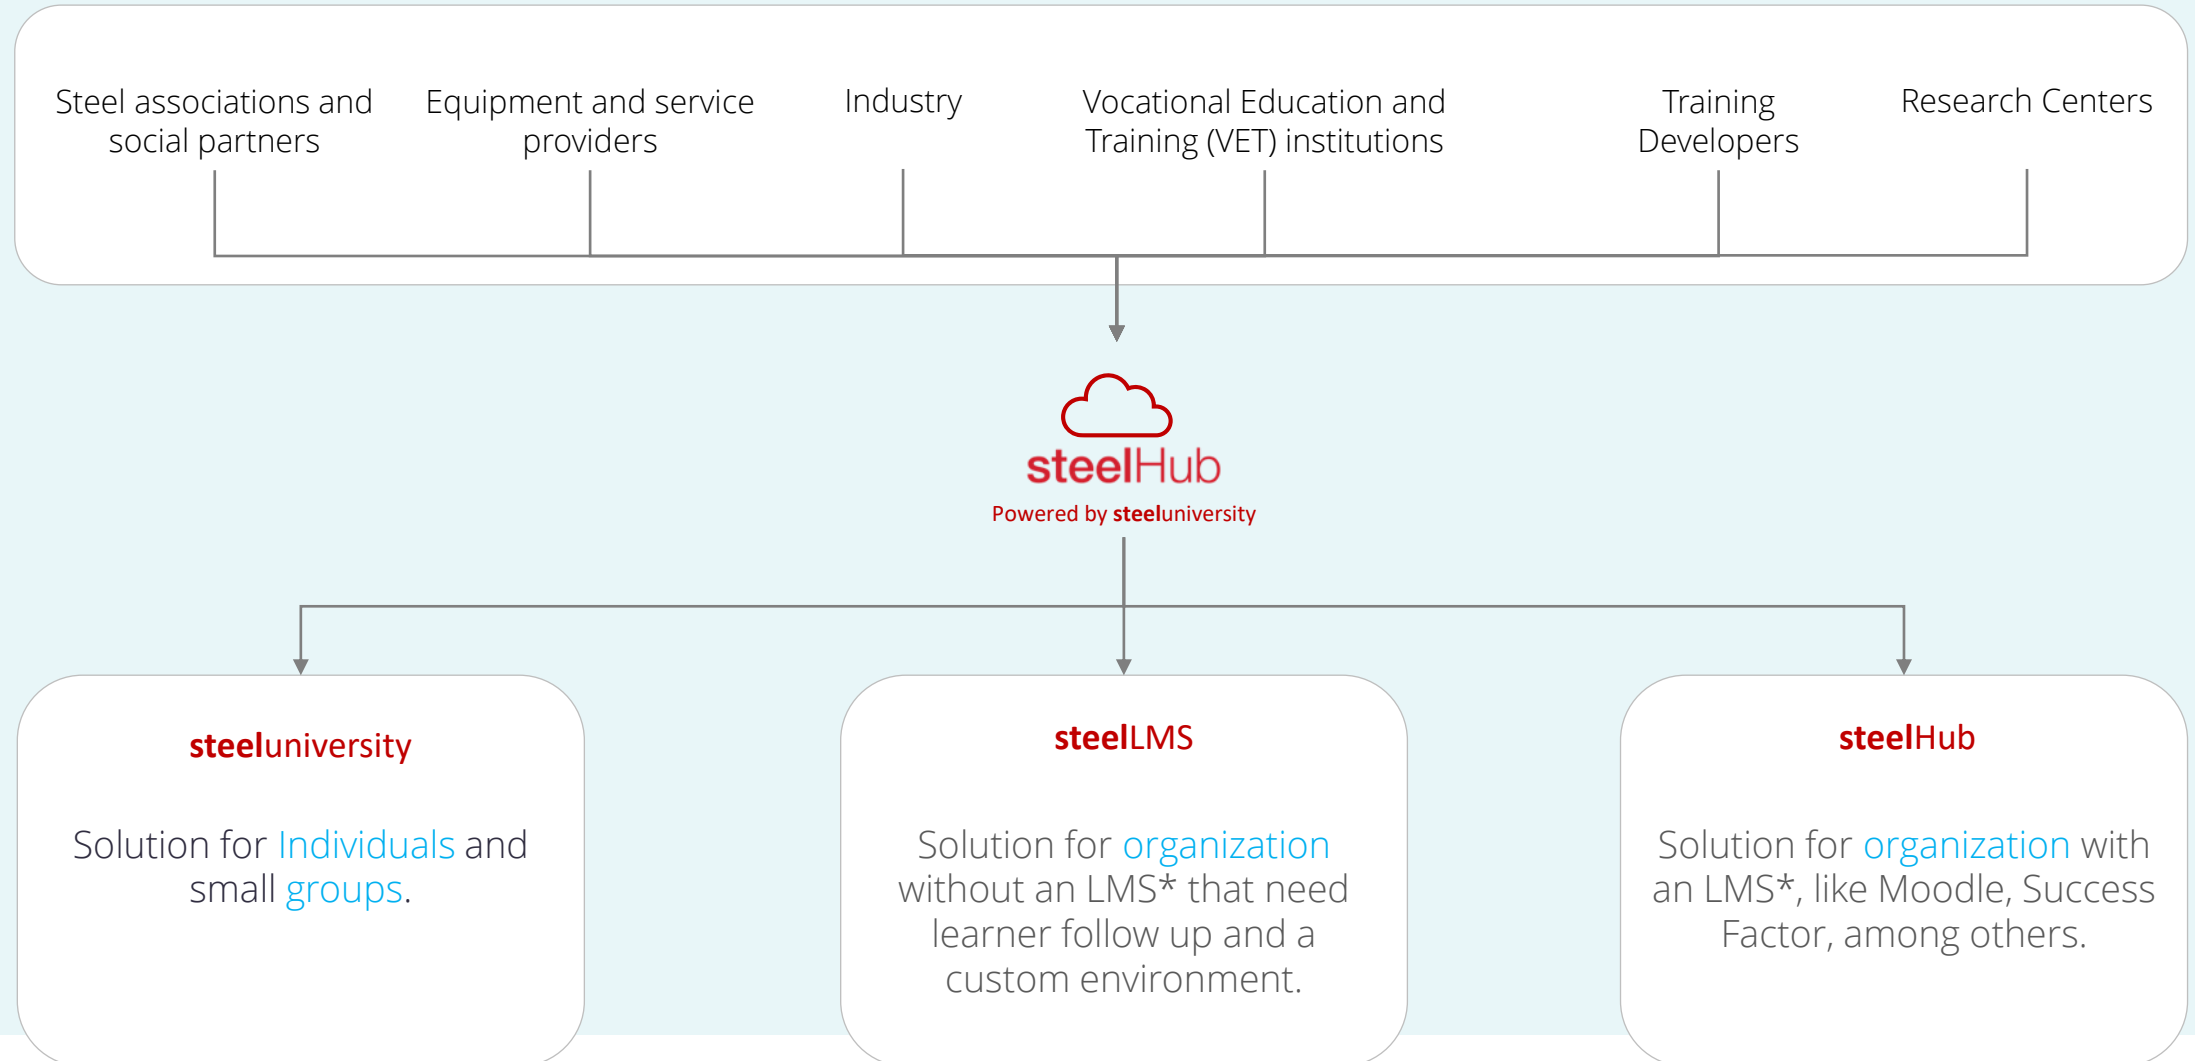 Steel associations and
social partners
Equipment and service
providers
Industry
Vocational Education and
Training (VET) institutions
Training
Developers
Research Centers
steelHub
Powered by steeluniversity
steeluniversity
Solution for Individuals and
small groups.
steelLMS
Solution for organization
without an LMS* that need
learner follow up and a
custom environment.
steelHub
Solution for organization with
an LMS*, like Moodle, Success
Factor, among others.